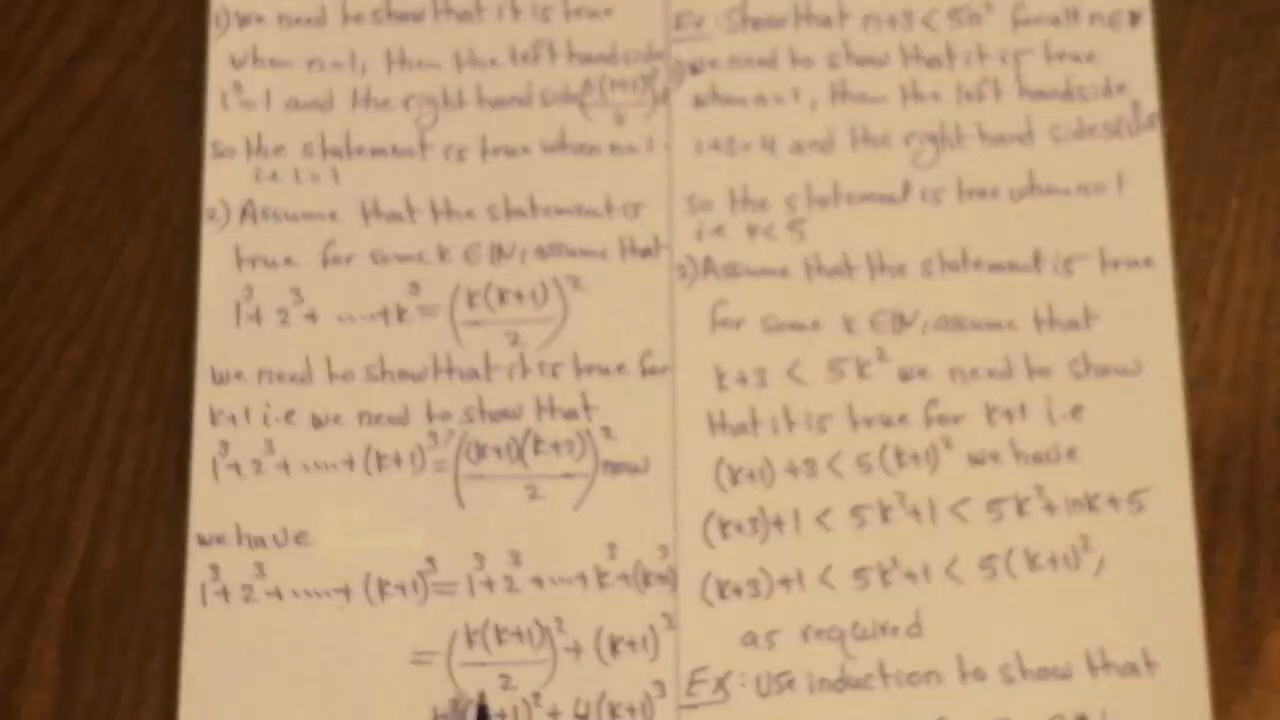 1) we need to show that it is true
when n=1, then the left hand side
1³=1 and the right hand side
so the statement is true when n=1
i.e 1=1
2) Assume that the statement is
true for some k ∈ IN, assume that
1³+2³+.....+k³=(k(k+1)/2)²
we need to show that it is true for
k+1 i.e we need to show that
1³+2³+.....+(k+1)³ ?= ((k+1)(k+2)/2)² now
we have
1³+2³+.....+(k+1)³=1³+2³+...+k³+(k+1)³
=(k(k+1)/2)²+(k+1)³
(k+1)²+4(k+1)³
Ex: Show that n+3 < 5n² for all n∈
we need to show that it is true
when n=1, then the left hand side
1+3=4 and the right hand side
so the statement is true when n=1
i.e 4<5
2) Assume that the statement is true
for some k ∈ IN, assume that
k+3 < 5k² we need to show
that it is true for k+1 i.e
(k+1)+3 < 5(k+1)² we have
(k+3)+1 < 5k²+1 < 5k²+10k+5
(k+3)+1 < 5k²+1 < 5(k+1)²,
as required
Ex: Use induction to show that